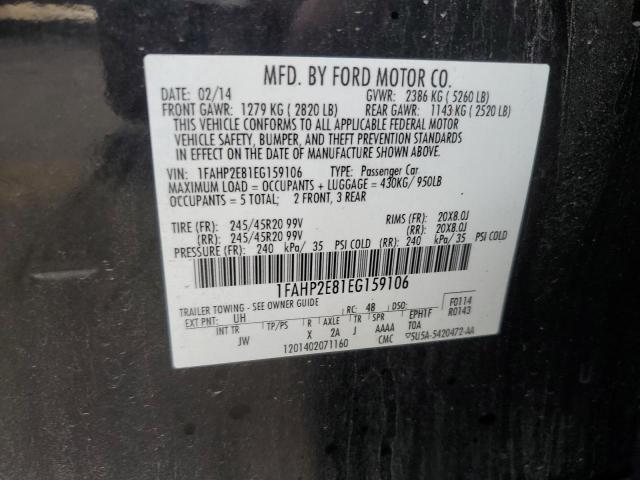 MFD. BY FORD MOTOR CO.
DATE: 02/14 GVWR: 2386 KG ( 5260 LB)
FRONT GAWR: 1279 KG ( 2820 LB) REAR GAWR: 1143 KG ( 2520 LB)
THIS VEHICLE CONFORMS TO ALL APPLICABLE FEDERAL MOTOR
VEHICLE SAFETY, BUMPER, AND THEFT PREVENTION STANDARDS
IN EFFECT ON THE DATE OF MANUFACTURE SHOWN ABOVE.
VIN: 1FAHP2E81EG159106 TYPE: Passenger Car
MAXIMUM LOAD = OCCUPANTS + LUGGAGE = 430KG/ 950LB
OCCUPANTS = 5 TOTAL; 2 FRONT, 3 REAR
TIRE (FR): 245/45R20 99V RIMS (FR): 20X8.0J
(RR): 245/45R20 99V (RR): 20X8.0J
PRESSURE (FR): 240 kPa/ 35 PSI COLD (RR): 240 kPa/ 35 PSI COLD
1FAHP2E81EG159106
TRAILER TOWING - SEE OWNER GUIDE
EXT PNT: UH RC: 48 DSO: F0114
INT TR TP/PS R AXLE TR SPR EPH1F R0143
JW X 2A J AAAA TOA
1201402071160 CMC 5U5A-5420472-AA